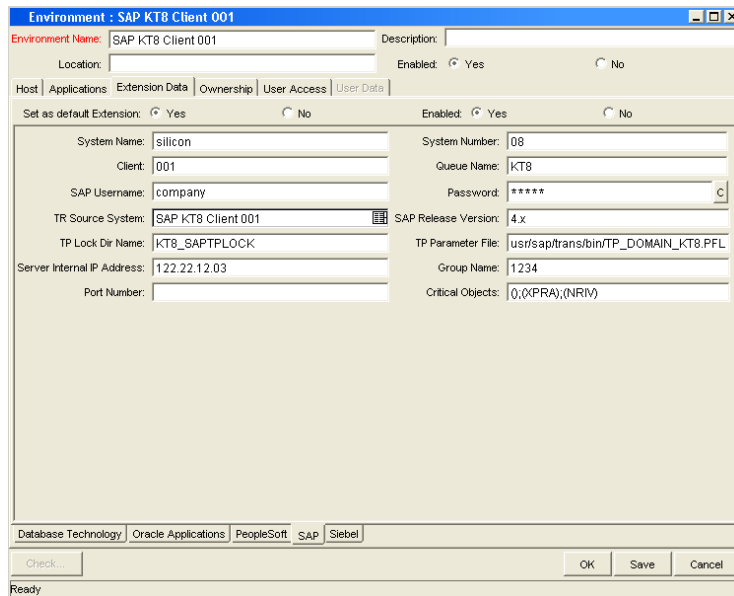 Environment : SAP KT8 Client 001
Environment Name: SAP KT8 Client 001 Description:
Location: Enabled: Yes No
Host Applications Extension Data Ownership User Access User Data
Set as default Extension: Yes No Enabled: Yes No
System Name: silicon System Number: 08
Client: 001 Queue Name: KT8
SAP Username: company Password: ***** C
TR Source System: SAP KT8 Client 001 SAP Release Version: 4.x
TP Lock Dir Name: KT8_SAPTPLOCK TP Parameter File: usr/sap/trans/bin/TP_DOMAIN_KT8.PFL
Server Internal IP Address: 122.22.12.03 Group Name: 1234
Port Number: Critical Objects: ();(XPRA);(NRIV)
Database Technology Oracle Applications PeopleSoft SAP Siebel
Check... OK Save Cancel
Ready